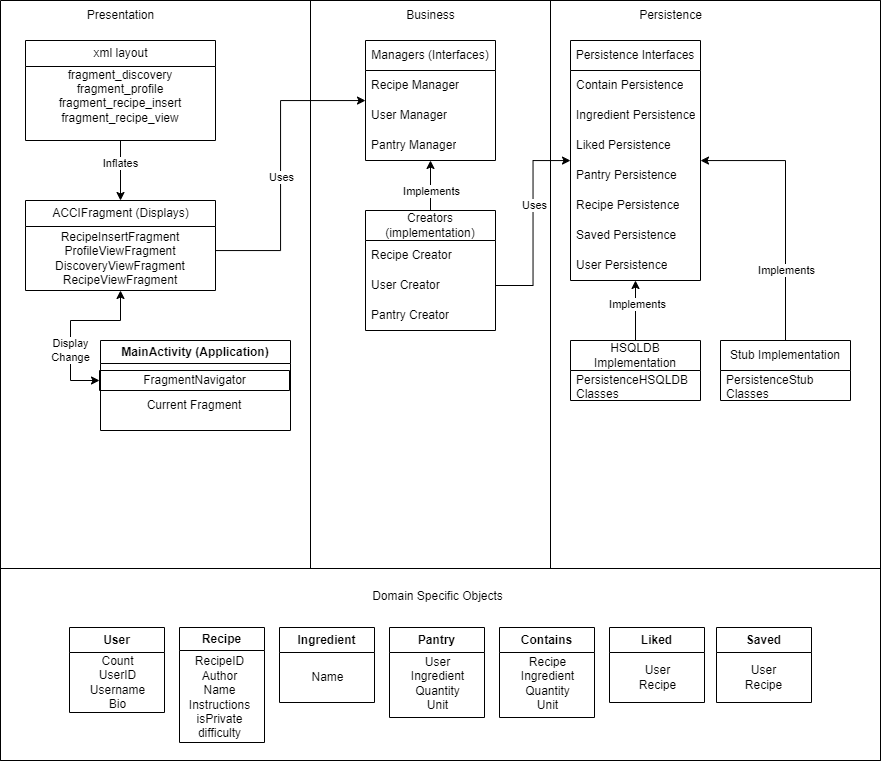 Presentation
xml layout
fragment_discovery
fragment_profile
fragment_recipe_insert
fragment_recipe_view
Inflates
ACCIFragment (Displays)
RecipeInsertFragment
ProfileViewFragment
DiscoveryViewFragment
RecipeViewFragment
Display
Change
MainActivity (Application)
FragmentNavigator
Current Fragment
Uses
Business
Managers (Interfaces)
Recipe Manager
User Manager
Pantry Manager
Implements
Creators
(implementation)
Recipe Creator
User Creator
Pantry Creator
Uses
Persistence
Persistence Interfaces
Contain Persistence
Ingredient Persistence
Liked Persistence
Pantry Persistence
Recipe Persistence
Saved Persistence
User Persistence
Implements
HSQLDB
Implementation
PersistenceHSQLDB
Classes
Implements
Stub Implementation
PersistenceStub
Classes
Domain Specific Objects
User
Count
UserID
Username
Bio
Recipe
RecipeID
Author
Name
Instructions
isPrivate
difficulty
Ingredient
Name
Pantry
User
Ingredient
Quantity
Unit
Contains
Recipe
Ingredient
Quantity
Unit
Liked
User
Recipe
Saved
User
Recipe